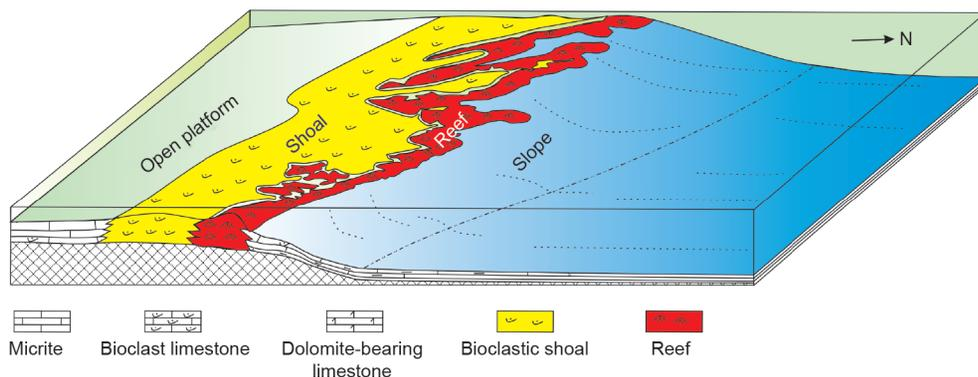 N
Open platform
Shoal
Reef
Slope
Micrite
Bioclast limestone
Dolomite-bearing
limestone
Bioclastic shoal
Reef